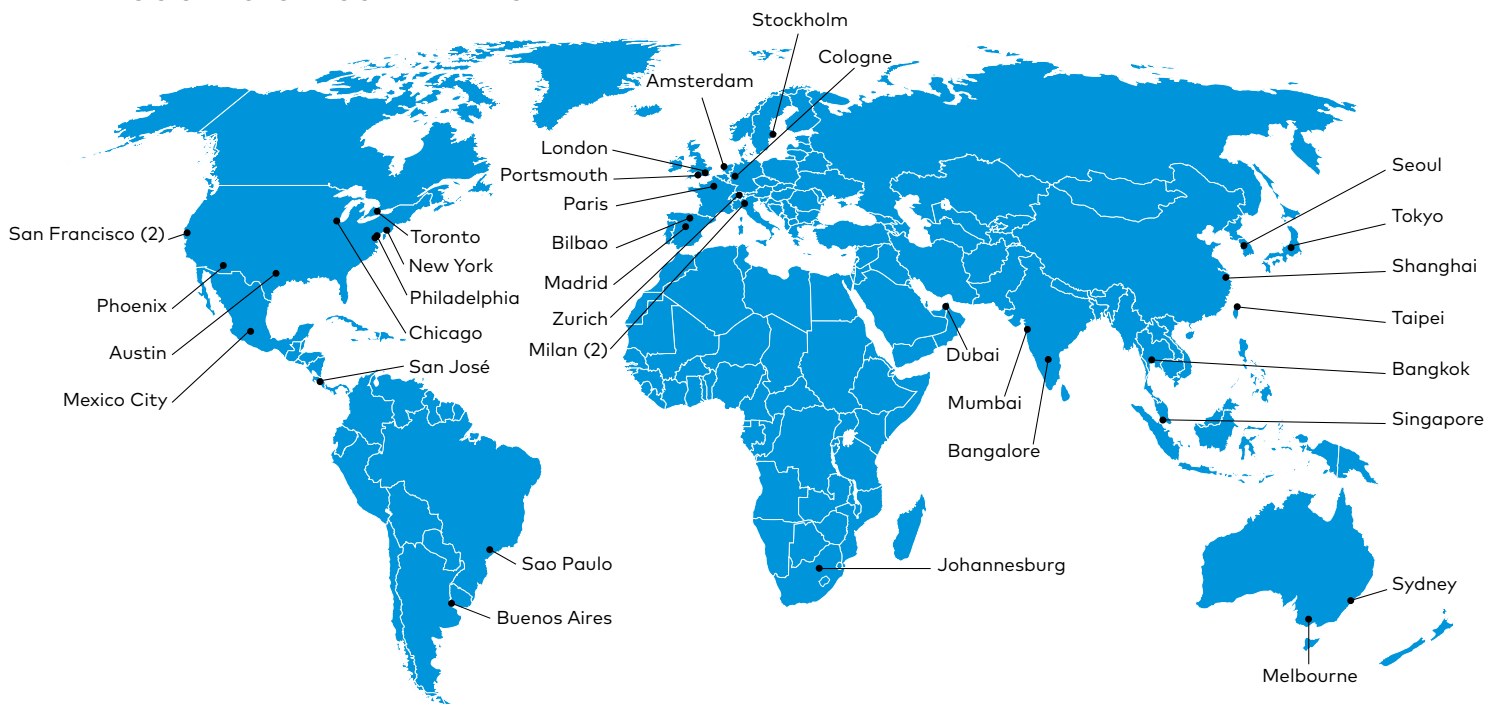 Stockholm
Cologne
Amsterdam
London
Portsmouth
Paris
Bilbao
Madrid
Zurich
Milan (2)
San Francisco (2)
Phoenix
Austin
Mexico City
Toronto
New York
Philadelphia
Chicago
San José
Sao Paulo
Buenos Aires
Dubai
Mumbai
Bangalore
Johannesburg
Seoul
Tokyo
Shanghai
Taipei
Bangkok
Singapore
Sydney
Melbourne